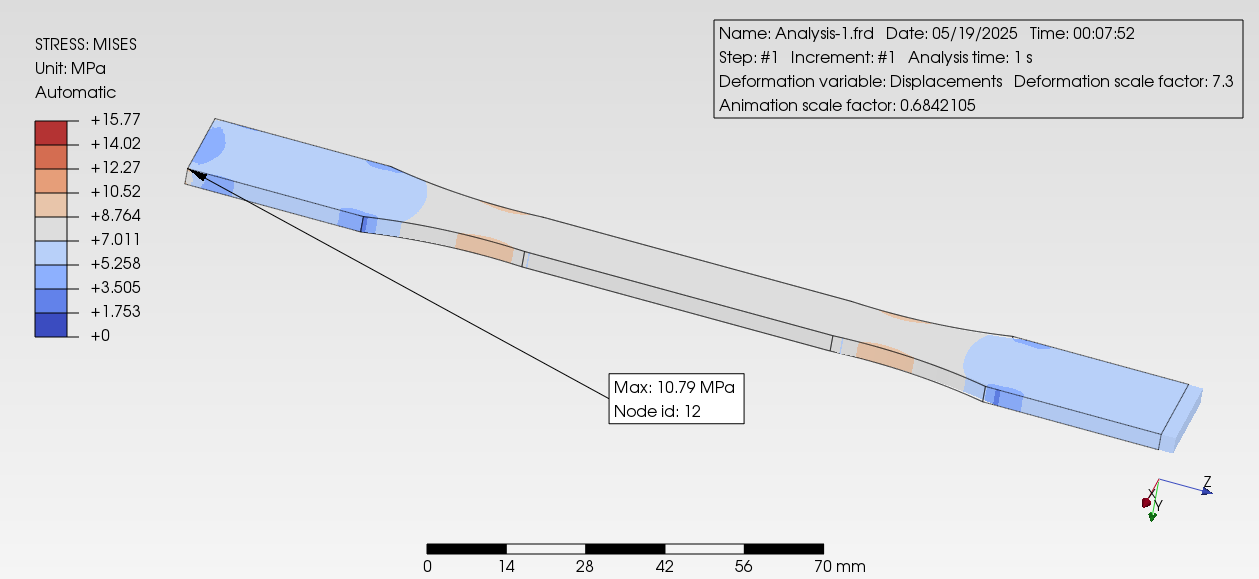 STRESS: MISES
Unit: MPa
Automatic
+15.77
+14.02
+12.27
+10.52
+8.764
+7.011
+5.258
+3.505
+1.753
+0
Name: Analysis-1.frd Date: 05/19/2025 Time: 00:07:52
Step: #1 Increment: #1 Analysis time: 1 s
Deformation variable: Displacements Deformation scale factor: 7.3
Animation scale factor: 0.6842105
Max: 10.79 MPa
Node id: 12
Z
X
Y
0 14 28 42 56 70 mm